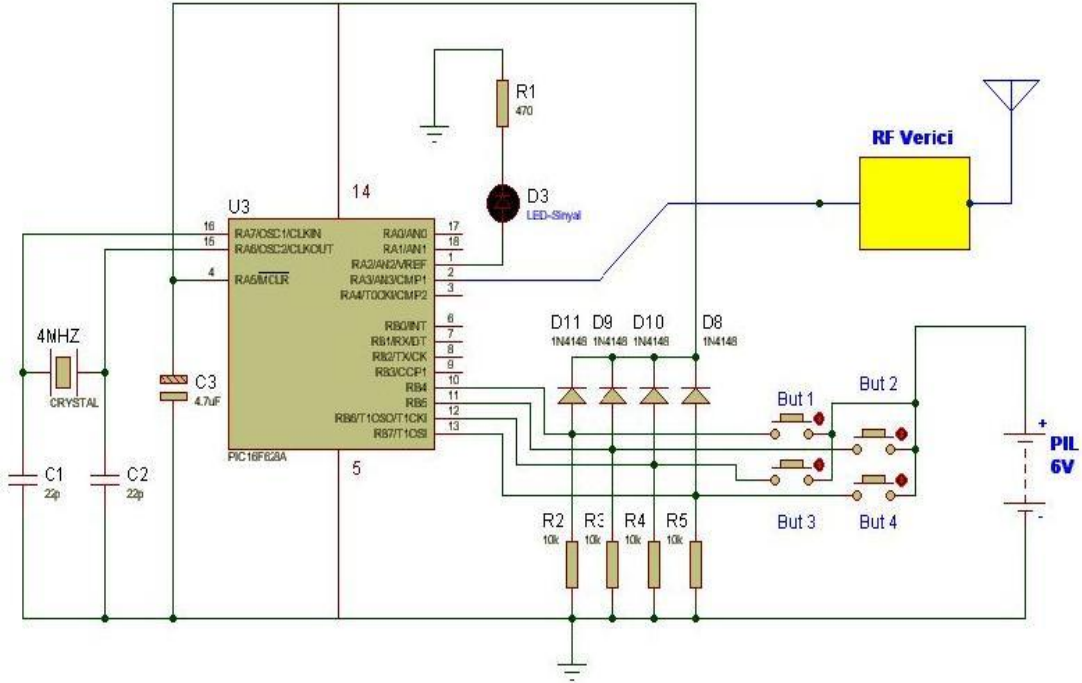 R1
470
RF Verici
D3
LED-Sinyal
14
U3
16
RA7/OSC1/CLKIN
15
RA6/OSC2/CLKOUT
4
RA5/MCLR
RA0/AN0
17
RA1/AN1
18
RA2/AN2/VREF
1
RA3/AN3/CMP1
2
RA4/T0CKI/CMP2
3
RB0/INT
6
RB1/RX/DT
7
RB2/TX/CK
8
RB3/CCP1
9
RB4
10
RB5
11
RB6/T1OSO/T1CKI
12
RB7/T1OSI
13
PIC16F628A
5
4MHZ
CRYSTAL
C3
4.7uF
C1
22p
C2
22p
D11
1N4148
D9
1N4148
D10
1N4148
D8
1N4148
But 1
But 2
But 3
But 4
+
PIL
6V
-
R2
10k
R3
10k
R4
10k
R5
10k